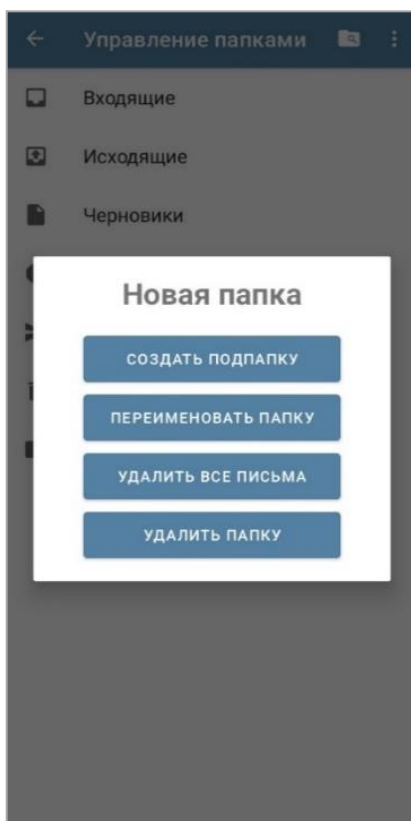 Управление папками
Входящие
Исходящие
Черновики
Новая папка
СОЗДАТЬ ПОДПАПКУ
ПЕРЕИМЕНОВАТЬ ПАПКУ
УДАЛИТЬ ВСЕ ПИСЬМА
УДАЛИТЬ ПАПКУ